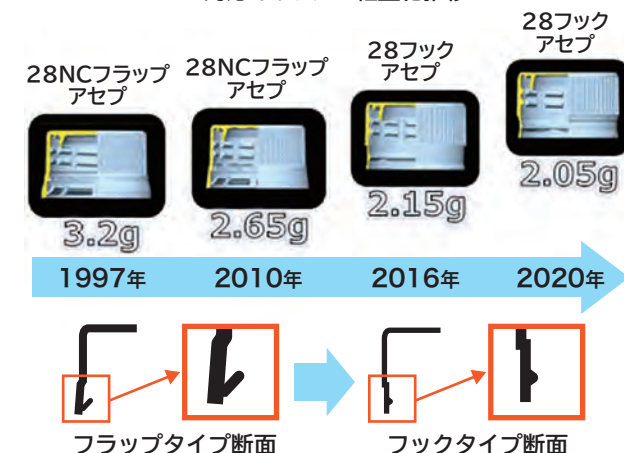 28NCフラップ
アセプ
28NCフラップ
アセプ
28フック
アセプ
28フック
アセプ
3.2g
2.65g
2.15g
2.05g
1997年
2010年
2016年
2020年
フラップタイプ断面
フックタイプ断面